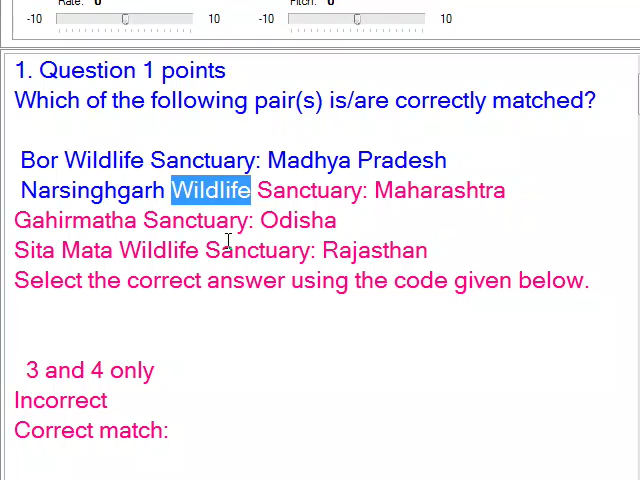 Rate: 0 Pitch: 0
-10 10 -10 10
1. Question 1 points
Which of the following pair(s) is/are correctly matched?
Bor Wildlife Sanctuary: Madhya Pradesh
Narsinghgarh Wildlife Sanctuary: Maharashtra
Gahirmatha Sanctuary: Odisha
Sita Mata Wildlife Sanctuary: Rajasthan
Select the correct answer using the code given below.
3 and 4 only
Incorrect
Correct match: